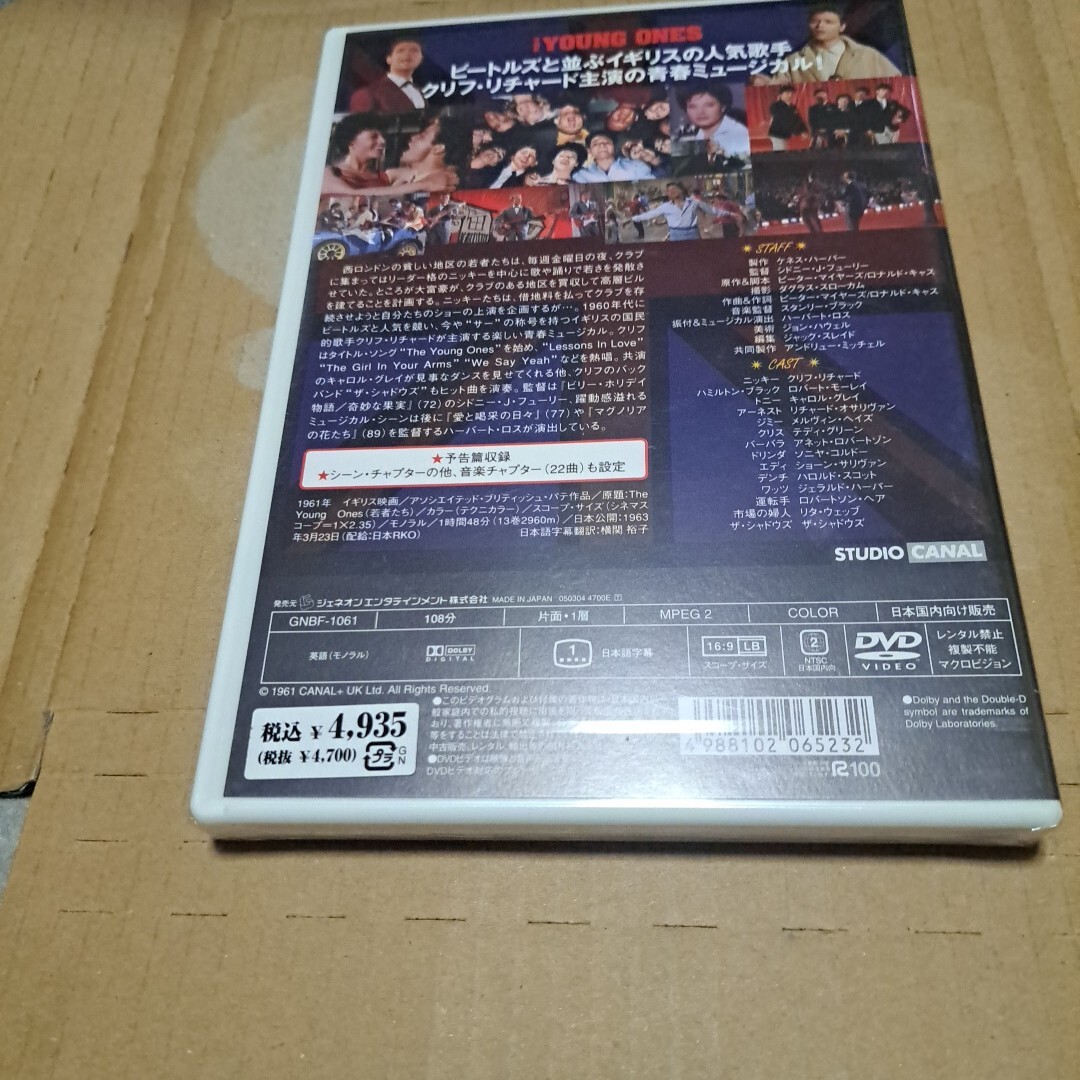 THE YOUNG ONES
ビートルズと並ぶイギリスの人気歌手
クリフ・リチャード主演の青春ミュージカル!
西ロンドンの貧しい地区の若者たちは、毎週金曜日の夜、クラブ
に集まってはリーダー格のニッキーを中心に歌や踊りで若さを発散さ
せていた。ところが大富豪が、クラブのある地区を買収して高層ビル
を建てることを計画する。ニッキーたちは、借地料を払ってクラブを存
続させようと自分たちのショーの上演を企画するが…。1960年代に
ビートルズと人気を競い、今や“サー”の称号を持つイギリスの国民
的歌手クリフ・リチャードが主演する楽しい青春ミュージカル。クリフ
はタイトル・ソング“The Young Ones”を始め、“Lessons In Love”
“The Girl In Your Arms”“We Say Yeah”などを熱唱。共演
のキャロル・グレイが見事なダンスを見せてくれる他、クリフのバック
バンド“ザ・シャドウズ”もヒット曲を演奏。監督は『ビリー・ホリデイ
物語／奇妙な果実』(72)のシドニー・J・フューリー、躍動感溢れる
ミュージカル・シーンは後に『愛と喝采の日々』(77)や『マグノリア
の花たち』(89)を監督するハーバート・ロスが演出している。
★予告篇収録
★シーン・チャプターの他、音楽チャプター(22曲)も設定
1961年 イギリス映画／アソシエイテッド・ブリティッシュ・パテ作品／原題:The
Young Ones(若者たち)／カラー(テクニカラー)／スコープ・サイズ(シネマス
コープ=1×2.35)／モノラル／1時間48分(13巻2960m)／日本公開:1963
年3月23日(配給:日本RKO) 日本語字幕翻訳:横関 裕子
STAFF
製作 ケネス・ハーパー
監督 シドニー・J・フューリー
原作&脚本 ピーター・マイヤーズ/ロナルド・キャス
撮影 ダグラス・スローカム
作曲&作詞 ピーター・マイヤーズ/ロナルド・キャス
音楽監督 スタンリー・ブラック
振付&ミュージカル演出 ハーバート・ロス
美術 ジョン・ハウェル
編集 ジャック・スレイド
共同製作 アンドリュー・ミッチェル
CAST
ニッキー クリフ・リチャード
ハミルトン・ブラック ロバート・モーレイ
トニー キャロル・グレイ
アーネスト リチャード・オサリヴァン
ジミー メルヴィン・ヘイズ
クリス テディ・グリーン
バーバラ アネット・ロバートソン
ドリンダ ソニヤ・コルドー
エディ ショーン・サリヴァン
デンチ ハロルド・スコット
ワッツ ジェラルド・ハーパー
運転手 ロバートソン・ヘア
市場の婦人 リタ・ウェッブ
ザ・シャドウズ ザ・シャドウズ
STUDIO CANAL
発売元 ジェネオン エンタテインメント株式会社 MADE IN JAPAN 050304 4700E
GNBF-1061 108分 片面・1層 MPEG 2 COLOR 日本国内向け販売
英語(モノラル) DOLBY DIGITAL 1 日本語字幕 16:9 LB スコープ・サイズ 2 NTSC 日本国内向 DVD VIDEO レンタル禁止 複製不能 マクロビジョン
© 1961 CANAL+ UK Ltd. All Rights Reserved.
税込 ¥4,935
(税抜 ¥4,700) プラ G N
4 988102 065232
R100
●Dolby and the Double-D
symbol are trademarks of
Dolby Laboratories.